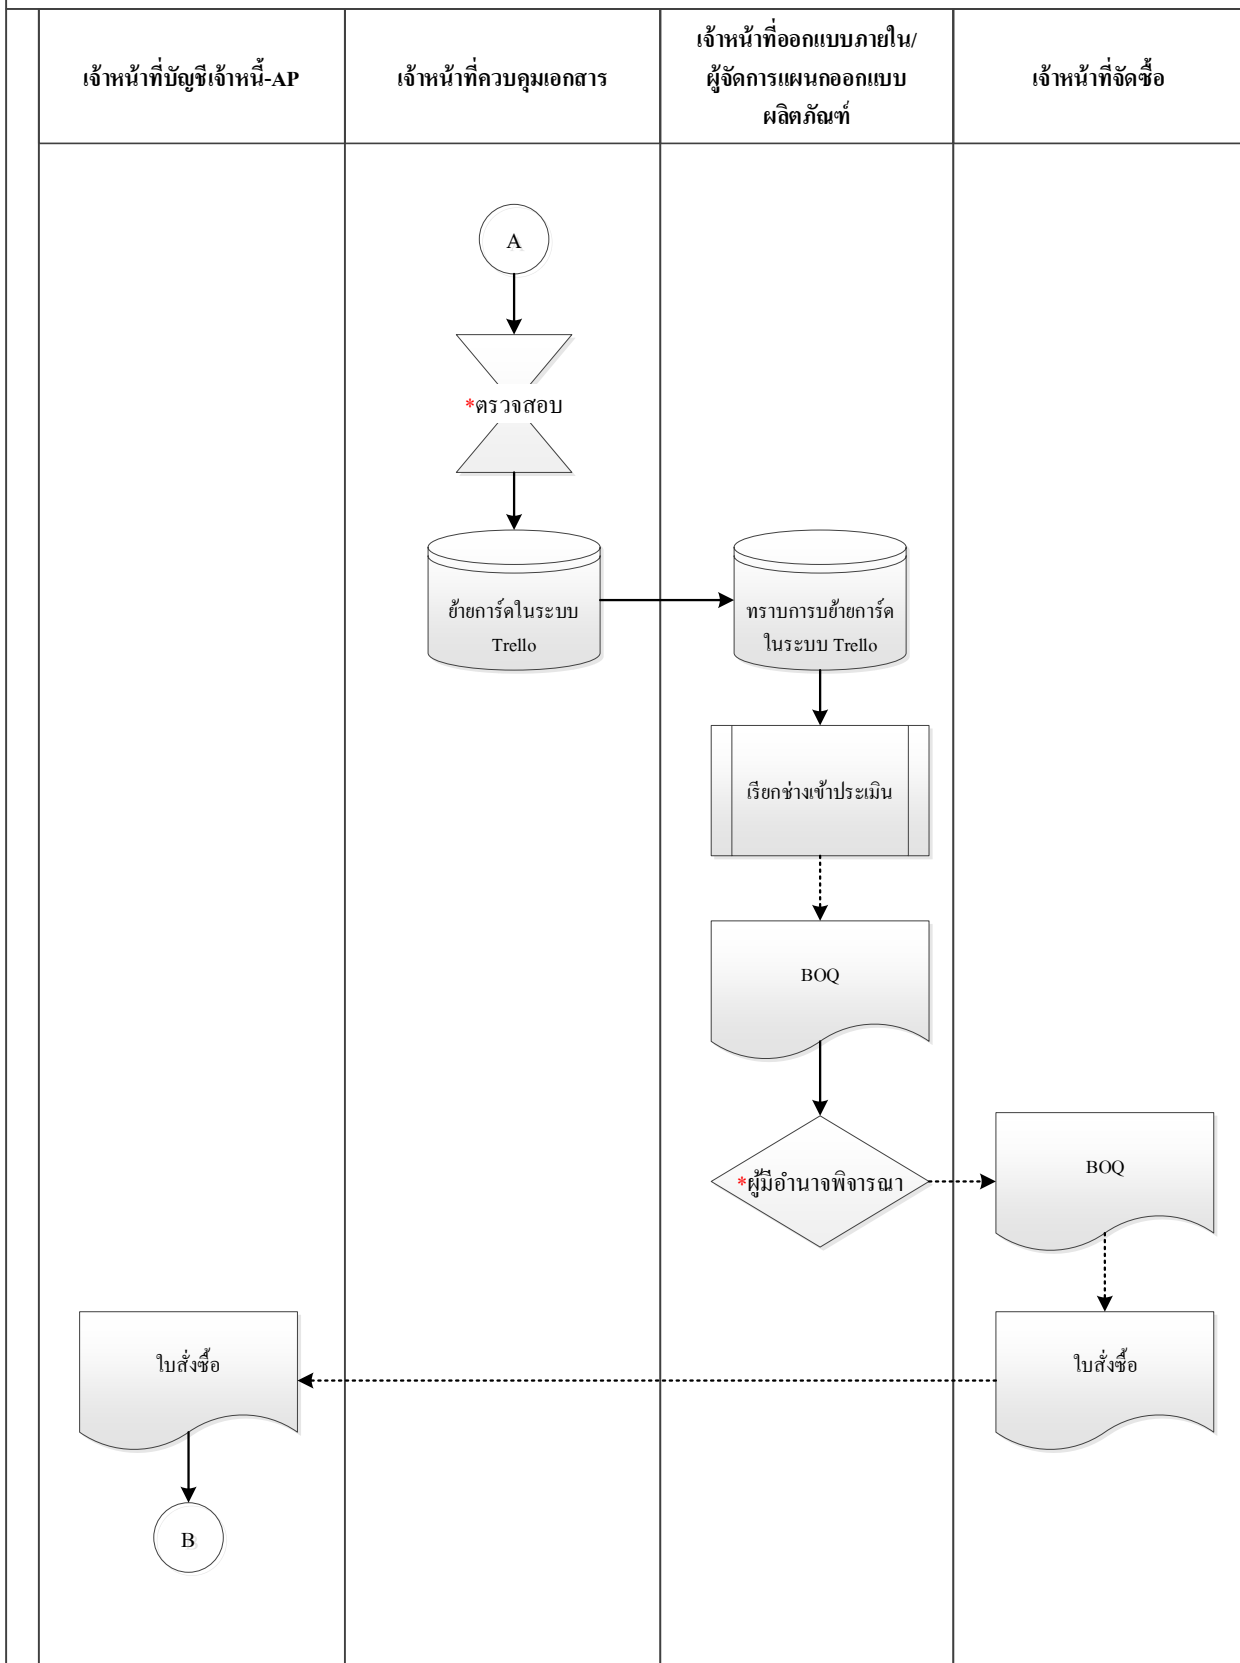 เจ้าหน้าที่บัญชีเจ้าหนี้-AP
เจ้าหน้าที่ควบคุมเอกสาร
เจ้าหน้าที่ออกแบบภายใน/
ผู้จัดการแผนกออกแบบ
ผลิตภัณฑ์
เจ้าหน้าที่จัดซื้อ
A
*ตรวจสอบ
ย้ายการ์ดในระบบ
Trello
ทราบการบย้ายการ์ด
ในระบบ Trello
เรียกช่างเข้าประเมิน
BOQ
*ผู้มีอำนาจพิจารณา
BOQ
ใบสั่งซื้อ
ใบสั่งซื้อ
B